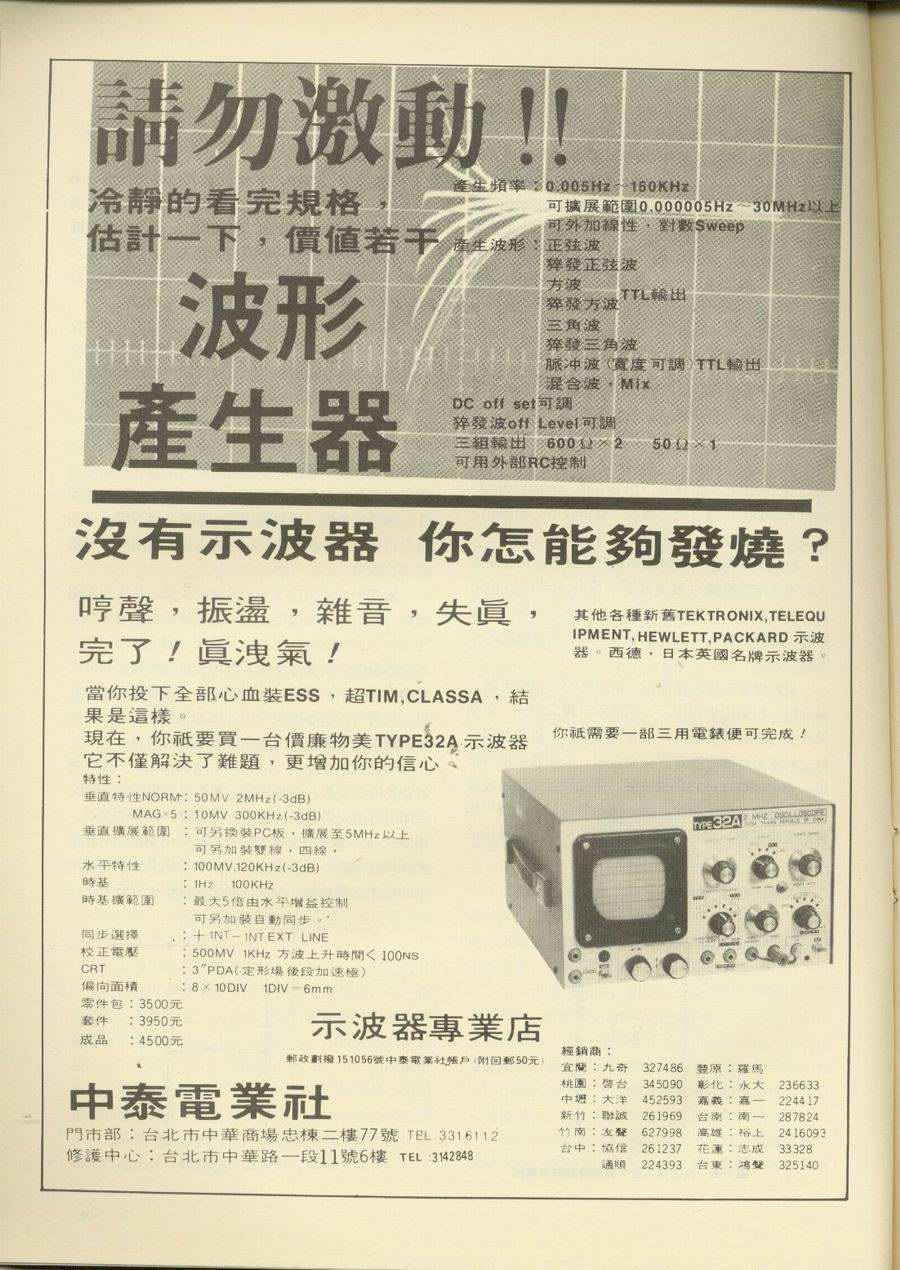 請勿激動!!
冷靜的看完規格，
估計一下，價值若干
波形
產生器
產生頻率：0.005Hz～150KHz
可擴展範圍0.000005Hz～30MHz以上
可外加線性，對數Sweep
產生波形：正弦波
猝發正弦波
方波
猝發方波 TTL輸出
三角波
猝發三角波
脈冲波（寬度可調）TTL輸出
混合波，Mix
DC off set可調
猝發波off Level可調
三組輸出 600Ω×2 50Ω×1
可用外部RC控制
沒有示波器 你怎能夠發燒？
哼聲，振盪，雜音，失眞，
完了！眞洩氣！
其他各種新舊TEKTRONIX,TELEQU
IPMENT,HEWLETT,PACKARD 示波
器。西德，日本英國名牌示波器。
當你投下全部心血裝ESS，超TIM,CLASSA，結
果是這樣。
現在，你祇要買一台價廉物美TYPE32A示波器
它不僅解決了難題，更增加你的信心。
你祇需要一部三用電錶便可完成！
特性：
垂直特性NORM：50MV 2MHz(-3dB)
MAG×5：10MV 300KHz(-3dB)
垂直擴展範圍：可另換裝PC板，擴展至5MHz以上
可另加裝雙線，四線，
水平特性：100MV,120KHz(-3dB)
時基：1Hz－100KHz
時基擴範圍：最大5倍由水平增益控制
可另加裝自動同步。
同步選擇：＋INT－INT EXT LINE
校正電壓：500MV 1KHz 方波上升時間< 100NS
CRT：3"PDA(定形場後段加速極)
偏向面積：8×10DIV 1DIV＝6mm
零件包：3500元
套件：3950元
成品：4500元
TYPE 32A 2 MHZ OSCILLOSCOPE
示波器專業店
郵政劃撥151056號中泰電業社帳戶(附回郵50元)
中泰電業社
門市部：台北市中華商場忠棟二樓77號 TEL 3316112
修護中心：台北市中華路一段11號6樓 TEL :3142848
經銷商：
宜蘭：九奇 327486 豐原：羅馬
桃園：啓台 345090 彰化：永大 236633
中壢：大洋 452593 嘉義：嘉一 224417
新竹：聯誠 261969 台南：南一 287824
竹南：友聲 627998 高雄：裕上 2416093
台中：協信 261237 花蓮：志成 33328
通順 224393 台東：鴻聲 325140